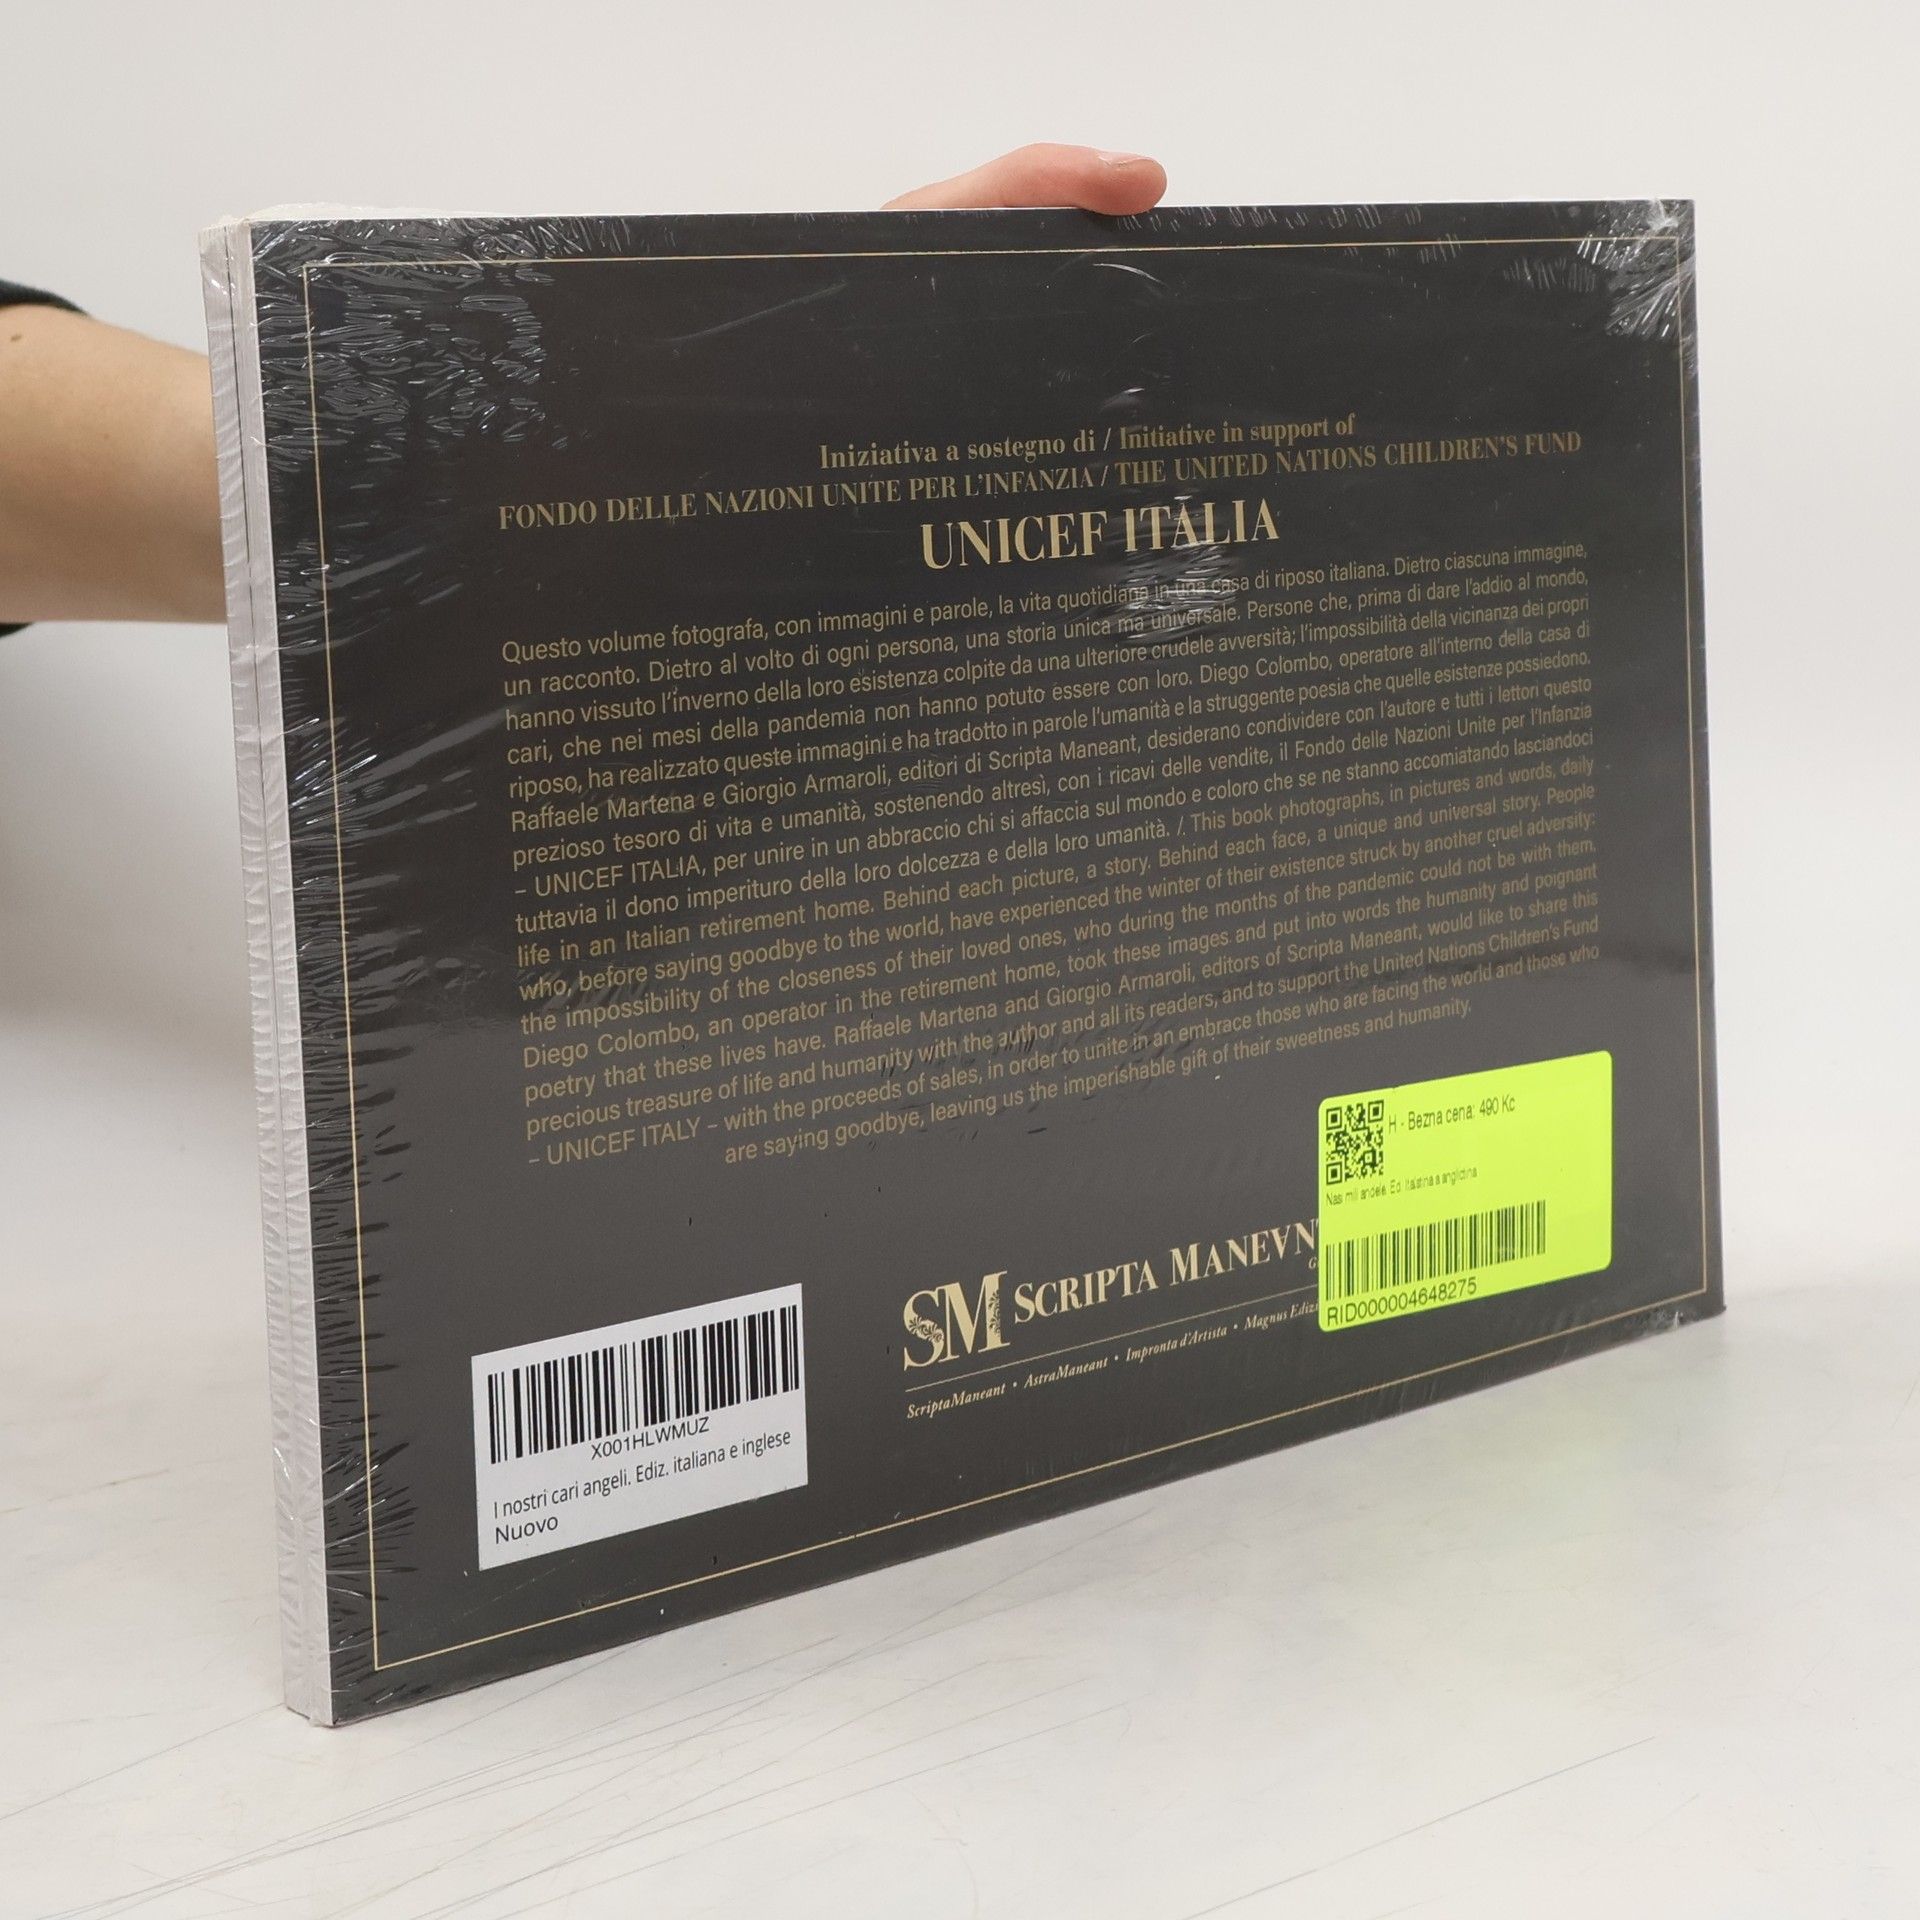 Iniziativa a sostegno di / Initiative in support of
FONDO DELLE NAZIONI UNITE PER L'INFANZIA / THE UNITED NATIONS CHILDREN'S FUND
UNICEF ITALIA
Questo volume fotografa, con immagini e parole, la vita quotidiana in una casa di riposo italiana. Dietro ciascuna immagine,
un racconto. Dietro al volto di ogni persona, una storia unica ma universale. Persone che, prima di dare l'addio al mondo,
hanno vissuto l'inverno della loro esistenza colpite da una ulteriore crudele avversità; l'impossibilità della vicinanza dei propri
cari, che nei mesi della pandemia non hanno potuto essere con loro. Diego Colombo, operatore all'interno della casa di
riposo, ha realizzato queste immagini e ha tradotto in parole l'umanità e la struggente poesia che quelle esistenze possiedono.
Raffaele Martena e Giorgio Armaroli, editori di Scripta Maneant, desiderano condividere con l'autore e tutti i lettori questo
prezioso tesoro di vita e umanità, sostenendo altresì, con i ricavi delle vendite, il Fondo delle Nazioni Unite per l'Infanzia
– UNICEF ITALIA, per unire in un abbraccio chi si affaccia sul mondo e coloro che se ne stanno accomiatando lasciandoci
tuttavia il dono imperituro della loro dolcezza e della loro umanità. / This book photographs, in pictures and words, daily
life in an Italian retirement home. Behind each picture, a story. Behind each face, a unique and universal story. People
who, before saying goodbye to the world, have experienced the winter of their existence struck by another cruel adversity:
the impossibility of the closeness of their loved ones, who during the months of the pandemic could not be with them.
Diego Colombo, an operator in the retirement home, took these images and put into words the humanity and poignant
poetry that these lives have. Raffaele Martena and Giorgio Armaroli, editors of Scripta Maneant, would like to share this
precious treasure of life and humanity with the author and all its readers, and to support the United Nations Children's Fund
– UNICEF ITALY – with the proceeds of sales, in order to unite in an embrace those who are facing the world and those who
are saying goodbye, leaving us the imperishable gift of their sweetness and humanity.
H - Bezna cena: 490 Kc
Nasi mili andele. Ed. Italstina a anglictina
RID000004648275
SM SCRIPTA MANEVNT
ScriptaManeant • AstraManeant • Impronta d'Artista • Magnus Edizi
X001HLWMUZ
I nostri cari angeli. Ediz. italiana e inglese
Nuovo